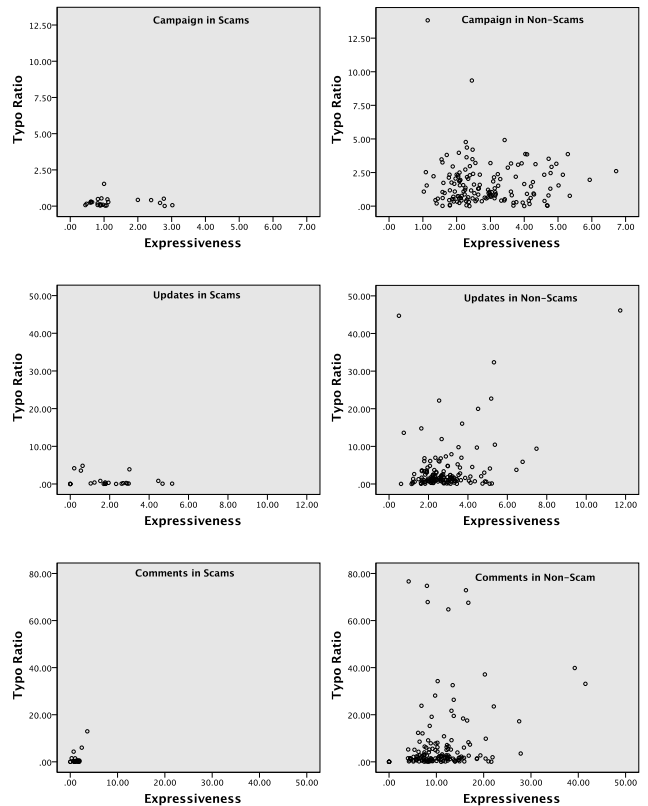 Campaign in Scams
12.50
10.00
7.50
5.00
2.50
.00
Typo Ratio
.00 1.00 2.00 3.00 4.00 5.00 6.00 7.00
Expressiveness
Campaign in Non-Scams
12.50
10.00
7.50
5.00
2.50
.00
Typo Ratio
.00 1.00 2.00 3.00 4.00 5.00 6.00 7.00
Expressiveness
Updates in Scams
50.00
40.00
30.00
20.00
10.00
.00
Typo Ratio
.00 2.00 4.00 6.00 8.00 10.00 12.00
Expressiveness
Updates in Non-Scams
50.00
40.00
30.00
20.00
10.00
.00
Typo Ratio
.00 2.00 4.00 6.00 8.00 10.00 12.00
Expressiveness
Comments in Scams
80.00
60.00
40.00
20.00
.00
Typo Ratio
.00 10.00 20.00 30.00 40.00 50.00
Expressiveness
Comments in Non-Scam
80.00
60.00
40.00
20.00
.00
Typo Ratio
.00 10.00 20.00 30.00 40.00 50.00
Expressiveness